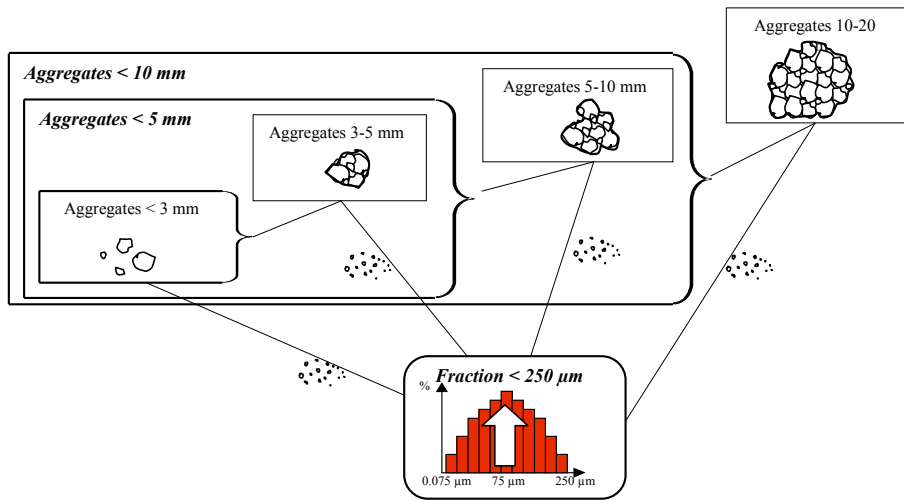 Aggregates 10-20
Aggregates < 10 mm
Aggregates 5-10 mm
Aggregates < 5 mm
Aggregates 3-5 mm
Aggregates < 3 mm
Fraction < 250 µm
%
0.075 µm 75 µm 250 µm